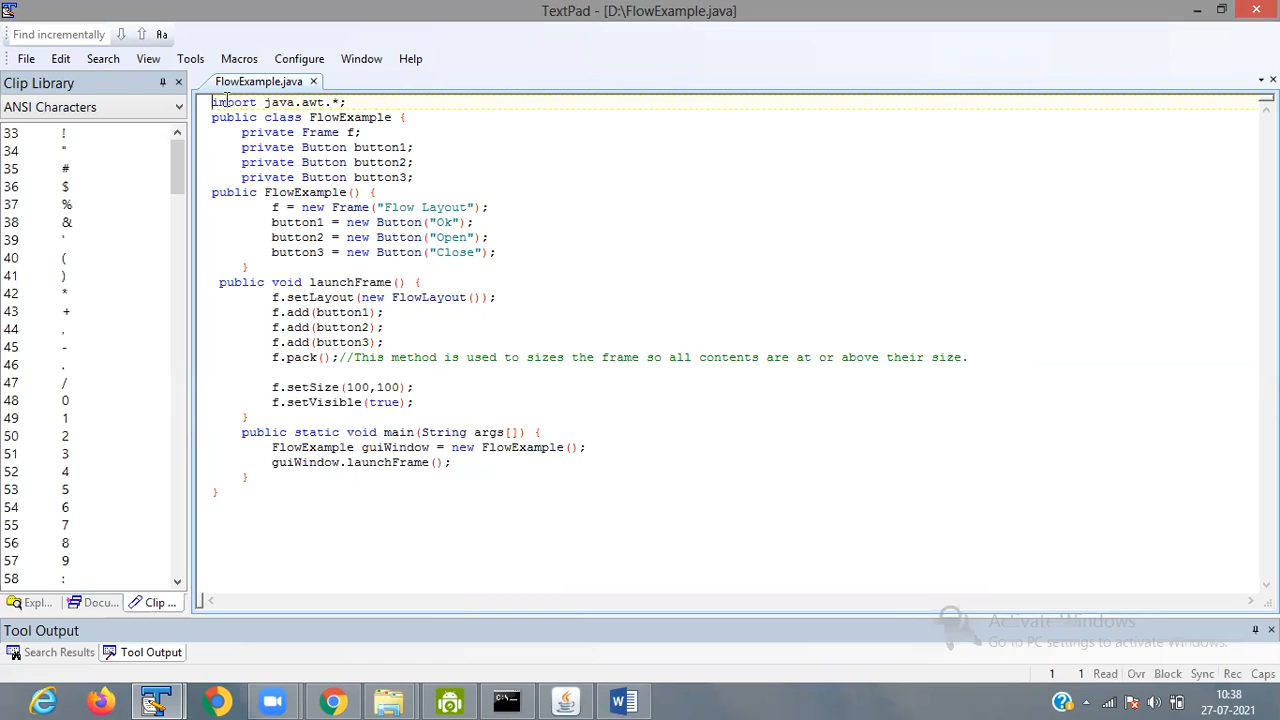 TextPad - [D:\FlowExample.java]
Find incrementally
Aa
File Edit Search View Tools Macros Configure Window Help
Clip Library
FlowExample.java
ANSI Characters
33 !
34 "
35 #
36 $
37 %
38 &
39 '
40 (
41 )
42 *
43 +
44 ,
45 -
46 .
47 /
48 0
49 1
50 2
51 3
52 4
53 5
54 6
55 7
56 8
57 9
58 :
import java.awt.*;
public class FlowExample {
    private Frame f;
    private Button button1;
    private Button button2;
    private Button button3;
public FlowExample() {
        f = new Frame("Flow Layout");
        button1 = new Button("Ok");
        button2 = new Button("Open");
        button3 = new Button("Close");
    }
 public void launchFrame() {
        f.setLayout(new FlowLayout());
        f.add(button1);
        f.add(button2);
        f.add(button3);
        f.pack();//This method is used to sizes the frame so all contents are at or above their size.
        f.setSize(100,100);
        f.setVisible(true);
    }
    public static void main(String args[]) {
        FlowExample guiWindow = new FlowExample();
        guiWindow.launchFrame();
    }
}
Expl... Docu... Clip ...
Activate Windows
Go to PC settings to activate Windows.
Tool Output
Search Results Tool Output
1 1 Read Ovr Block Sync Rec Caps
10:38
27-07-2021